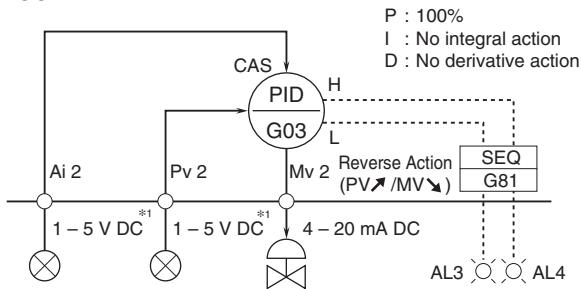 P : 100%
I : No integral action
D : No derivative action
CAS
PID
G03
H
L
Ai 2
Pv 2
Mv 2
Reverse Action
(PV↗ /MV↘)
SEQ
G81
1 – 5 V DC*1
1 – 5 V DC*1
4 – 20 mA DC
AL3
AL4